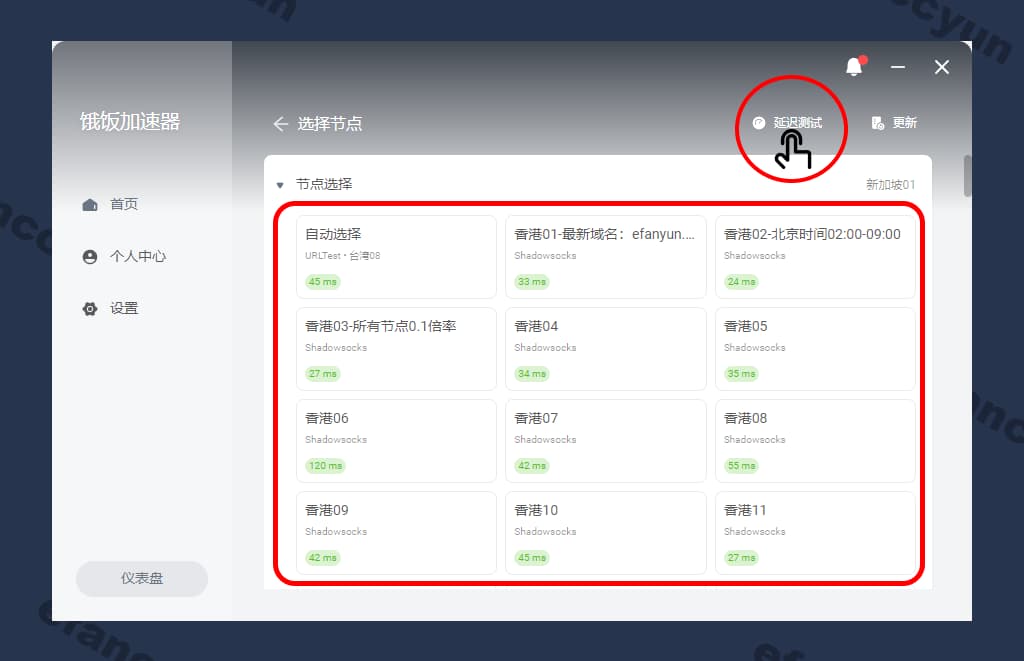 饿饭加速器
选择节点
延迟测试
更新
节点选择
新加坡01
首页
个人中心
设置
仪表盘
自动选择
URLTest • 台湾08
45 ms
香港01-最新域名：efanyun....
Shadowsocks
33 ms
香港02-北京时间02:00-09:00
Shadowsocks
24 ms
香港03-所有节点0.1倍率
Shadowsocks
27 ms
香港04
Shadowsocks
34 ms
香港05
Shadowsocks
35 ms
香港06
Shadowsocks
120 ms
香港07
Shadowsocks
42 ms
香港08
Shadowsocks
55 ms
香港09
Shadowsocks
42 ms
香港10
Shadowsocks
45 ms
香港11
Shadowsocks
27 ms